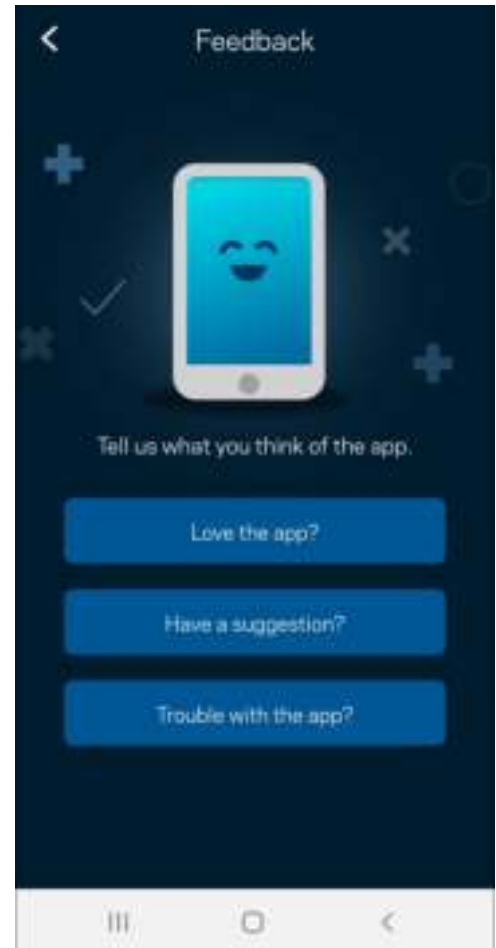 Feedback
Tell us what you think of the app.
Love the app?
Have a suggestion?
Trouble with the app?